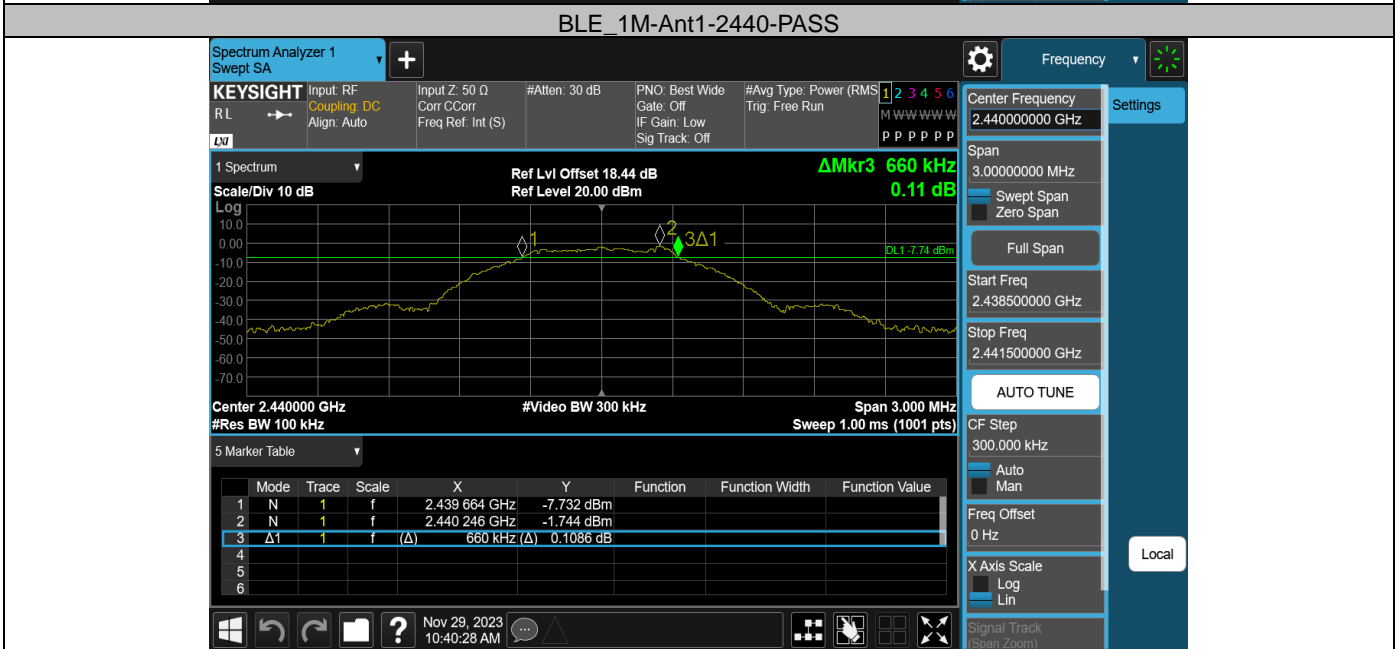 BLE_1M-Ant1-2440-PASS
Spectrum Analyzer 1
Swept SA
+
Frequency
KEYSIGHT
RL
LXI
Input: RF
Coupling: DC
Align: Auto
Input Z: 50 Ω
Corr CCorr
Freq Ref: Int (S)
#Atten: 30 dB
PNO: Best Wide
Gate: Off
IF Gain: Low
Sig Track: Off
#Avg Type: Power (RMS
Trig: Free Run
1 2 3 4 5 6
M W W W W W
P P P P P P
1 Spectrum
Scale/Div 10 dB
Ref Lvl Offset 18.44 dB
Ref Level 20.00 dBm
ΔMkr3 660 kHz
0.11 dB
Log
10.0
0.00
-10.0
-20.0
-30.0
-40.0
-50.0
-60.0
-70.0
1
2
3Δ1
DL1 -7.74 dBm
Center 2.440000 GHz
#Video BW 300 kHz
Span 3.000 MHz
#Res BW 100 kHz
Sweep 1.00 ms (1001 pts)
5 Marker Table
Mode Trace Scale X Y Function Function Width Function Value
1 N 1 f 2.439 664 GHz -7.732 dBm
2 N 1 f 2.440 246 GHz -1.744 dBm
3 Δ1 1 f (Δ) 660 kHz (Δ) 0.1086 dB
4
5
6
Nov 29, 2023
10:40:28 AM
?
Center Frequency
2.440000000 GHz
Span
3.00000000 MHz
Swept Span
Zero Span
Full Span
Start Freq
2.438500000 GHz
Stop Freq
2.441500000 GHz
AUTO TUNE
CF Step
300.000 kHz
Auto
Man
Freq Offset
0 Hz
X Axis Scale
Log
Lin
Signal Track
(Span Zoom)
Settings
Local